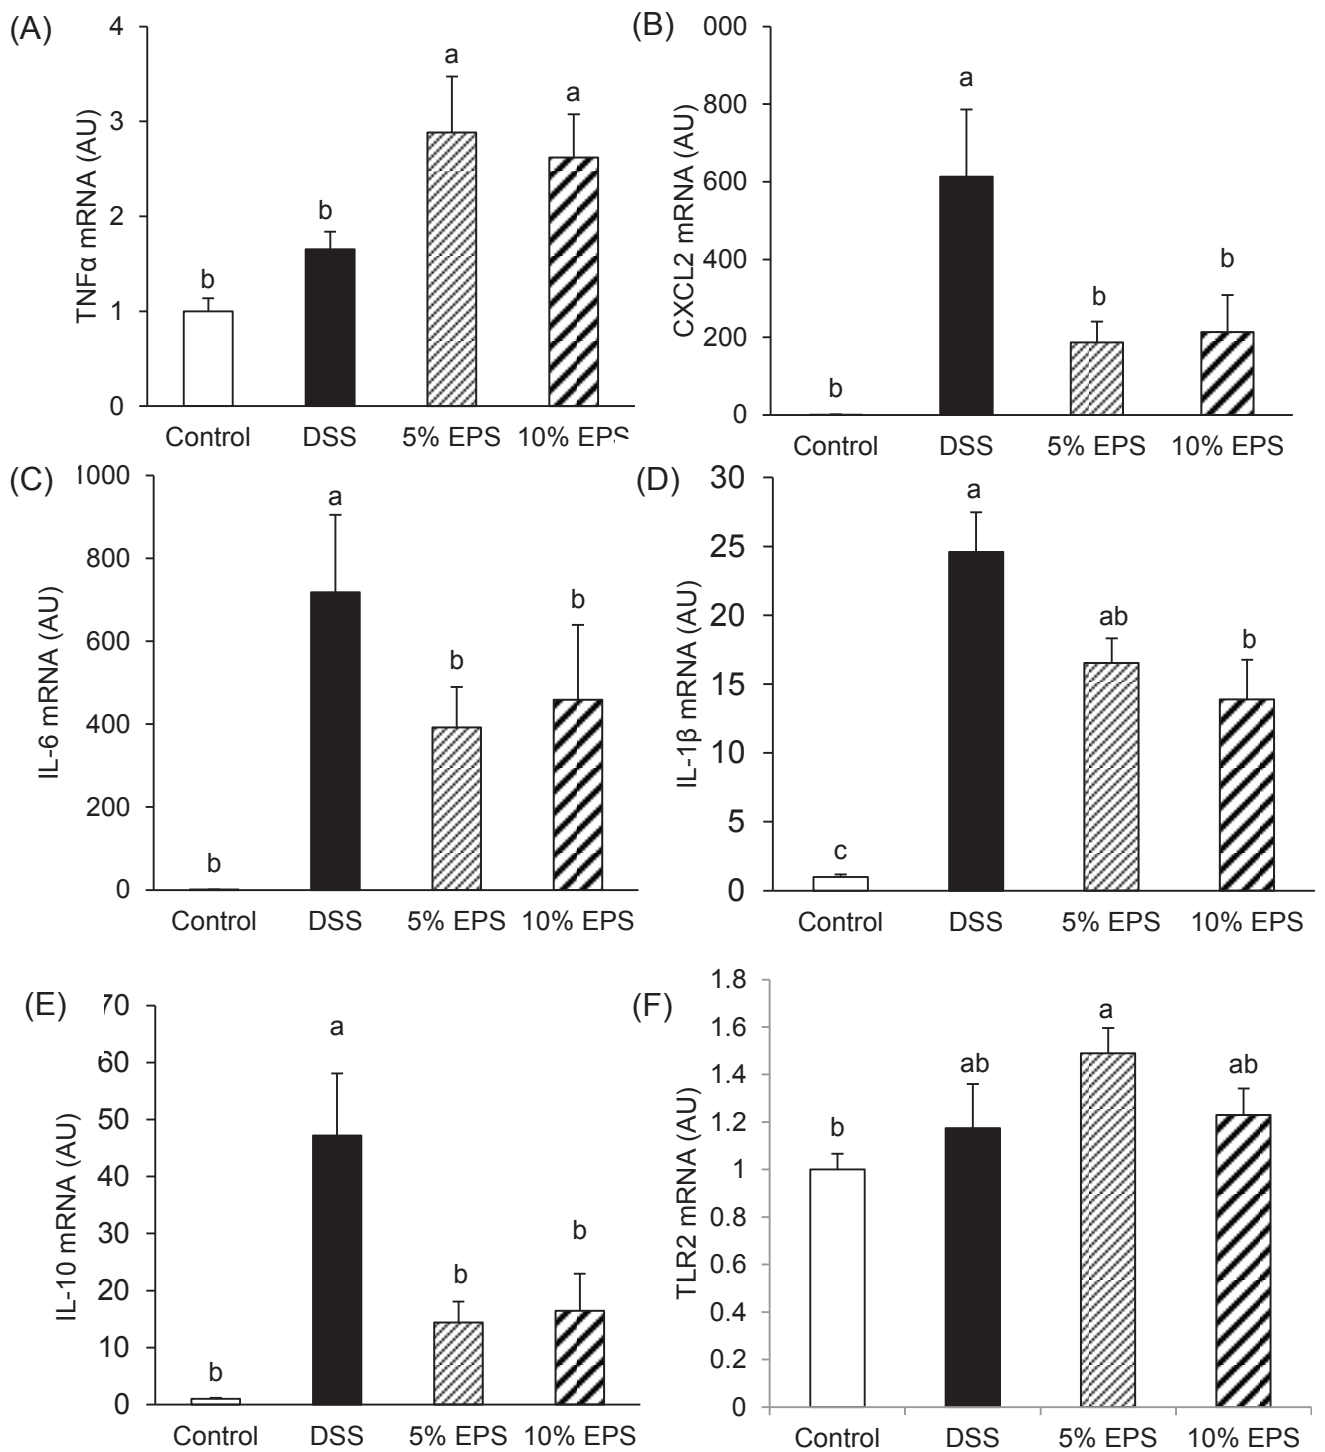 (A)
TNFα mRNA (AU)
4
3
2
1
0
b
b
a
a
Control DSS 5% EPS 10% EPS
(B)
CXCL2 mRNA (AU)
000
800
600
400
200
0
b
a
b
b
Control DSS 5% EPS 10% EPS
(C)
IL-6 mRNA (AU)
1000
800
600
400
200
0
b
a
b
b
Control DSS 5% EPS 10% EPS
(D)
IL-1β mRNA (AU)
30
25
20
15
10
5
0
c
a
ab
b
Control DSS 5% EPS 10% EPS
(E)
IL-10 mRNA (AU)
70
60
50
40
30
20
10
0
b
a
b
b
Control DSS 5% EPS 10% EPS
(F)
TLR2 mRNA (AU)
1.8
1.6
1.4
1.2
1
0.8
0.6
0.4
0.2
0
b
ab
a
ab
Control DSS 5% EPS 10% EPS